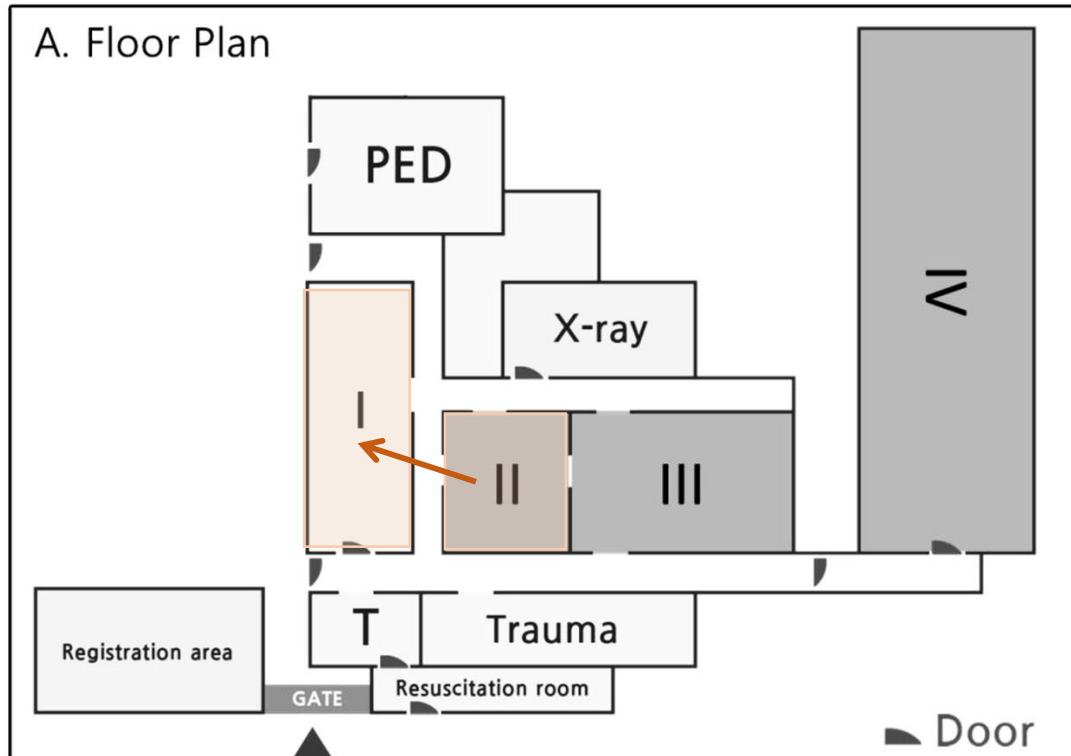 A. Floor Plan
PED
IV
X-ray
I
II
III
T
Trauma
Registration area
Resuscitation room
GATE
Door